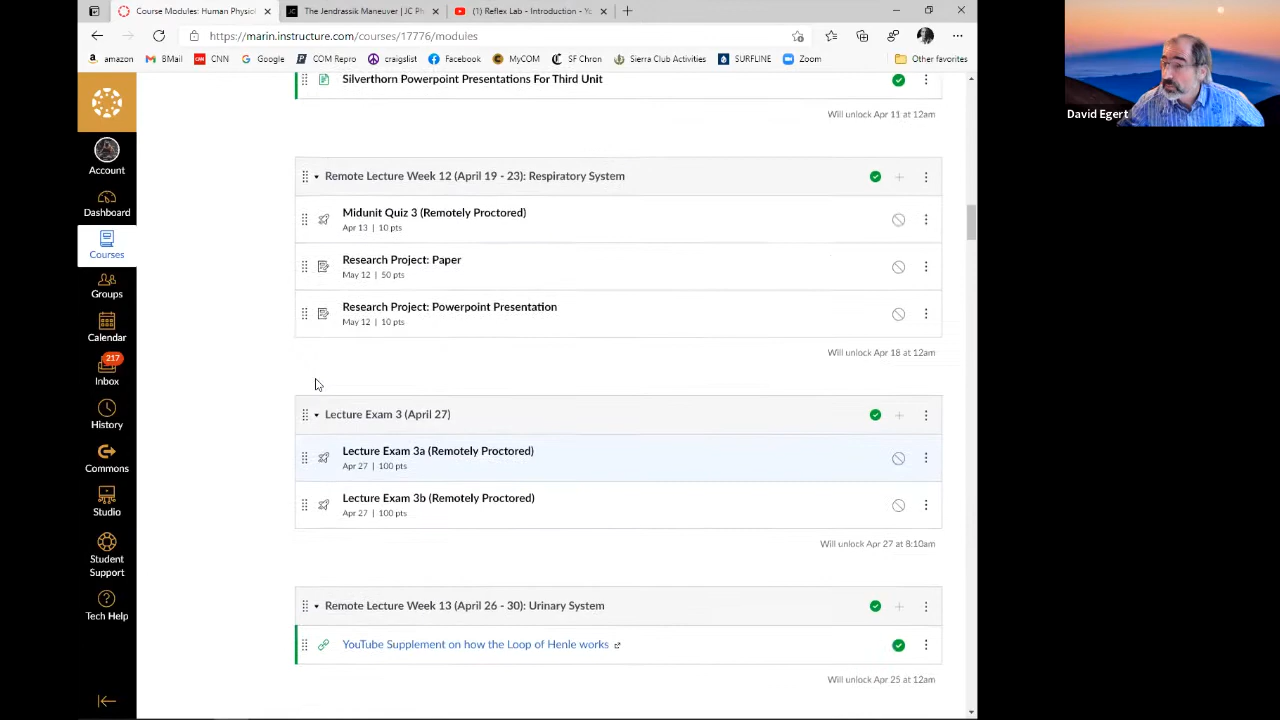 Course Modules: Human Physiol
The Jendrassik Maneuver | JC Ph
(1) Reflex Lab - Introduction - Yo
https://marin.instructure.com/courses/17776/modules
amazon
BMail
CNN
Google
COM Repro
craigslist
Facebook
MyCOM
CF Norcal
Sierra Club Activities
SURFLINE
Zoom
Other favorites
Account
Dashboard
Courses
Groups
Calendar
217
Inbox
History
Commons
Studio
Student
Support
Tech Help
Silverthorn Powerpoint Presentations For Third Unit
Will unlock Apr 11 at 12am
Remote Lecture Week 12 (April 19 - 23): Respiratory System
Midunit Quiz 3 (Remotely Proctored)
Apr 13 | 10 pts
Research Project: Paper
May 12 | 50 pts
Research Project: Powerpoint Presentation
May 12 | 10 pts
Will unlock Apr 18 at 12am
Lecture Exam 3 (April 27)
Lecture Exam 3a (Remotely Proctored)
Apr 27 | 100 pts
Lecture Exam 3b (Remotely Proctored)
Apr 27 | 100 pts
Will unlock Apr 27 at 8:10am
Remote Lecture Week 13 (April 26 - 30): Urinary System
YouTube Supplement on how the Loop of Henle works
Will unlock Apr 25 at 12am
David Egert